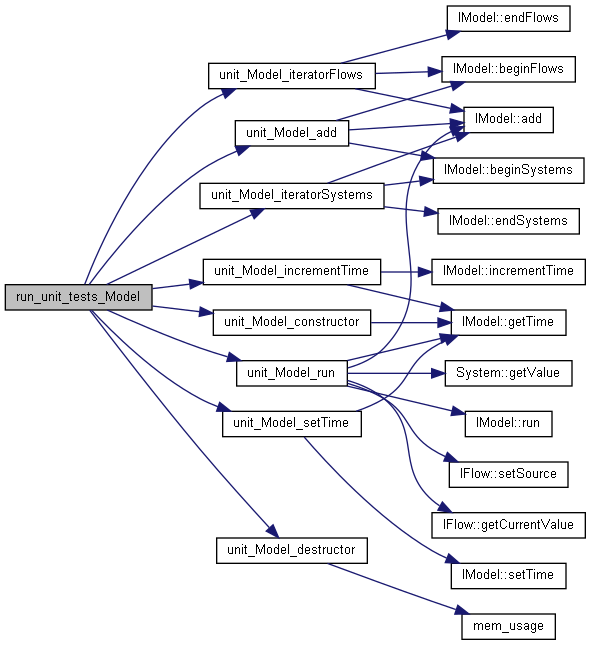 run_unit_tests_Model
unit_Model_iteratorFlows
unit_Model_add
unit_Model_iteratorSystems
unit_Model_incrementTime
unit_Model_constructor
unit_Model_run
unit_Model_setTime
unit_Model_destructor
IModel::endFlows
IModel::beginFlows
IModel::add
IModel::beginSystems
IModel::endSystems
IModel::incrementTime
IModel::getTime
System::getValue
IModel::run
IFlow::setSource
IFlow::getCurrentValue
IModel::setTime
mem_usage